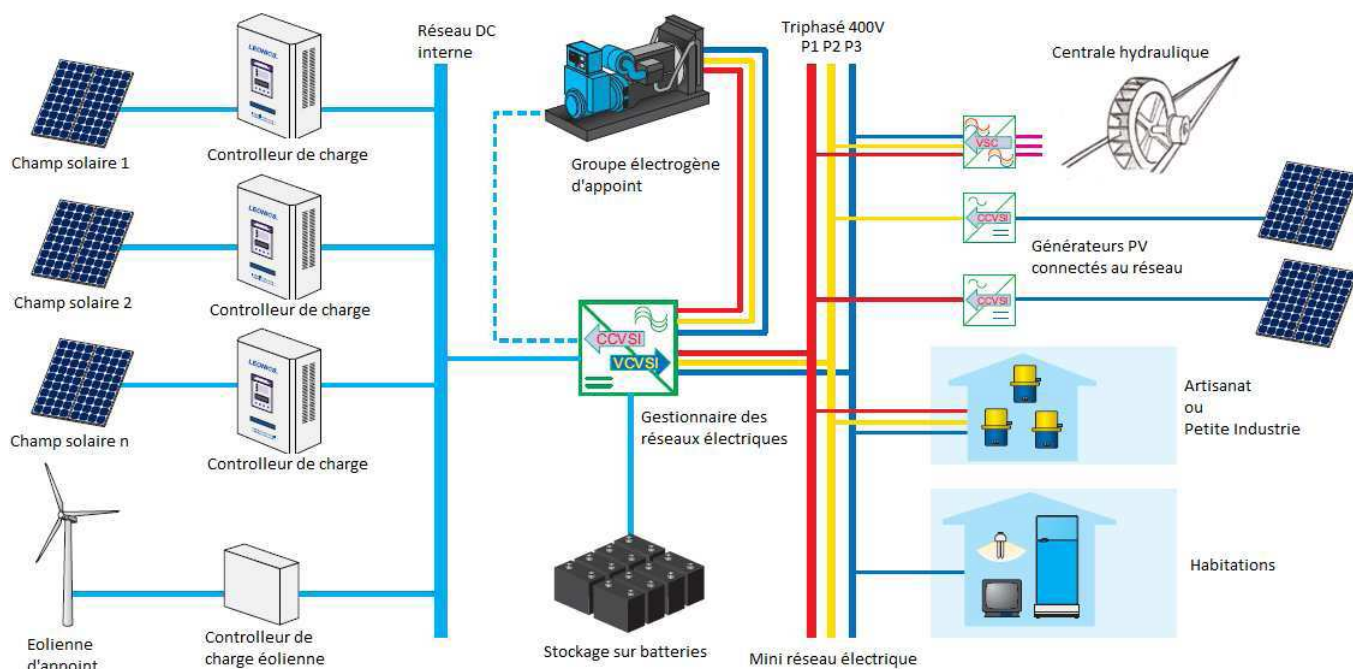 Réseau DC
interne
Triphasé 400V
P1 P2 P3
Centrale hydraulique
LEONICS
Champ solaire 1
Controlleur de charge
Groupe électrogène
d'appoint
VSC
LEONICS
CCVSI
Générateurs PV
connectés au réseau
Champ solaire 2
Controlleur de charge
CCVSI
LEONICS
CCVSI
VCVSI
Artisanat
ou
Petite Industrie
Gestionnaire des
réseaux électriques
Champ solaire n
Controlleur de charge
Habitations
Eolienne
d'appoint
Controlleur de
charge éolienne
Stockage sur batteries
Mini réseau électrique